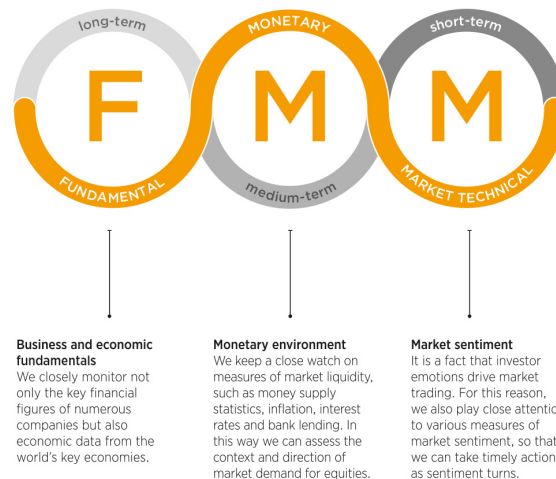 long-term
MONETARY
short-term
F
M
M
FUNDAMENTAL
medium-term
MARKET TECHNICAL
Business and economic
fundamentals
We closely monitor not
only the key financial
figures of numerous
companies but also
economic data from the
world's key economies.
Monetary environment
We keep a close watch on
measures of market liquidity,
such as money supply
statistics, inflation, interest
rates and bank lending. In
this way we can assess the
context and direction of
market demand for equities.
Market sentiment
It is a fact that investor
emotions drive market
trading. For this reason,
we also play close
to various measures of
market sentiment, so that
we can take timely action
as sentiment turns.